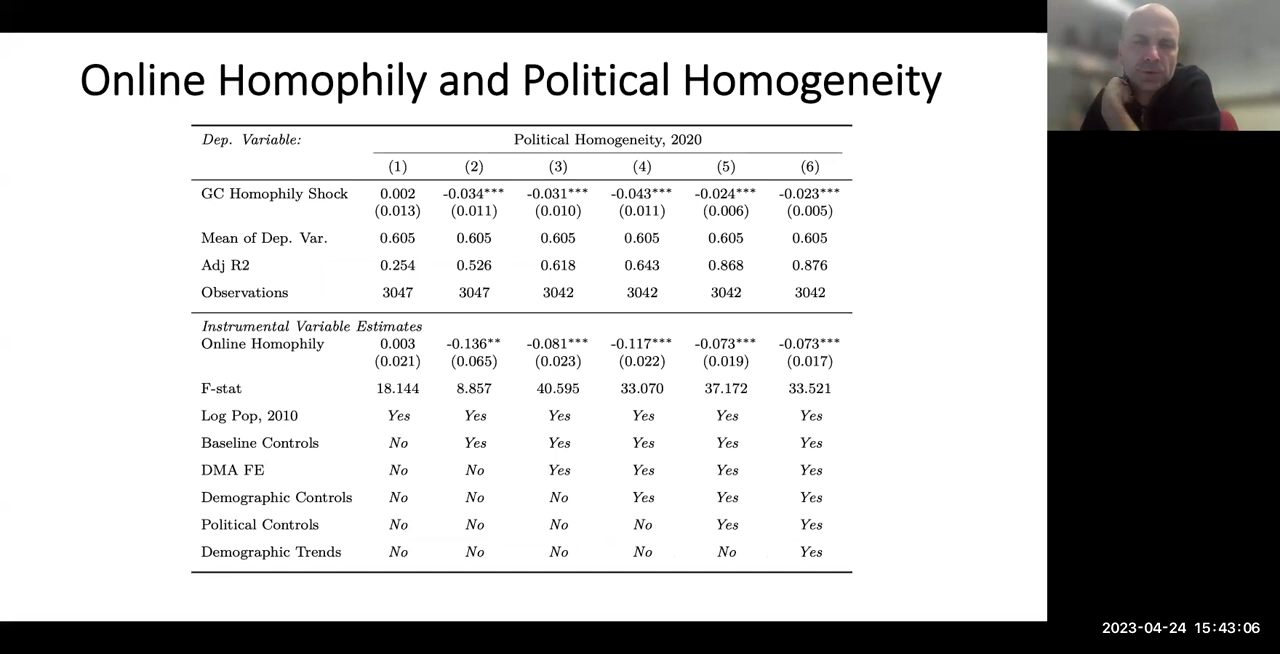 Online Homophily and Political Homogeneity
Dep. Variable: Political Homogeneity, 2020
(1) (2) (3) (4) (5) (6)
GC Homophily Shock 0.002 -0.034*** -0.031*** -0.043*** -0.024*** -0.023***
(0.013) (0.011) (0.010) (0.011) (0.006) (0.005)
Mean of Dep. Var. 0.605 0.605 0.605 0.605 0.605 0.605
Adj R2 0.254 0.526 0.618 0.643 0.868 0.876
Observations 3047 3047 3042 3042 3042 3042
Instrumental Variable Estimates
Online Homophily 0.003 -0.136** -0.081*** -0.117*** -0.073*** -0.073***
(0.021) (0.065) (0.023) (0.022) (0.019) (0.017)
F-stat 18.144 8.857 40.595 33.070 37.172 33.521
Log Pop, 2010 Yes Yes Yes Yes Yes Yes
Baseline Controls No Yes Yes Yes Yes Yes
DMA FE No No Yes Yes Yes Yes
Demographic Controls No No No Yes Yes Yes
Political Controls No No No No Yes Yes
Demographic Trends No No No No No Yes
2023-04-24 15:43:06